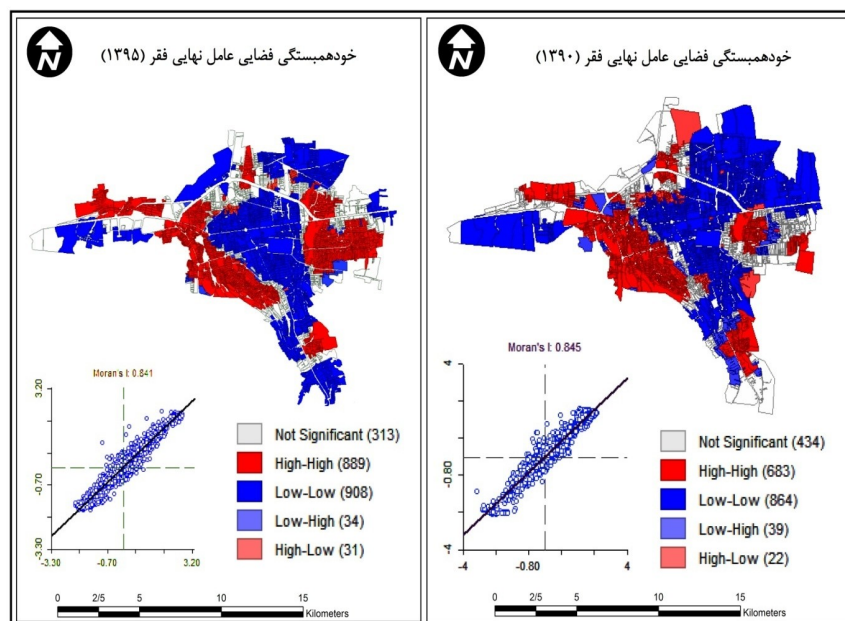 خودهمبستگی فضایی عامل نهایی فقر (۱۳۹۵)
N
Moran's I: 0.841
3.20
-0.70
-3.30
-3.30
-0.70
3.20
Not Significant (313)
High-High (889)
Low-Low (908)
Low-High (34)
High-Low (31)
0
2/5
5
10
15
Kilometers
خودهمبستگی فضایی عامل نهایی فقر (۱۳۹۰)
N
Moran's I: 0.845
4
-0.80
-4
-4
-0.80
4
Not Significant (434)
High-High (683)
Low-Low (864)
Low-High (39)
High-Low (22)
0
2/5
5
10
15
Kilometers